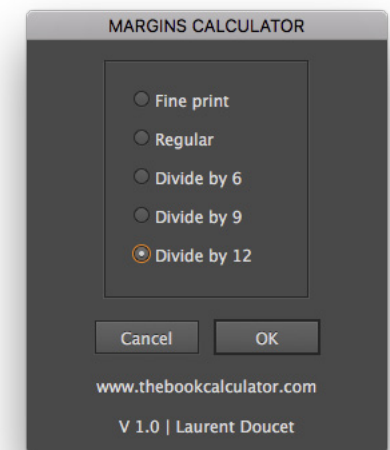 MARGINS CALCULATOR
Fine print
Regular
Divide by 6
Divide by 9
Divide by 12
Cancel OK
www.thebookcalculator.com
V 1.0 | Laurent Doucet